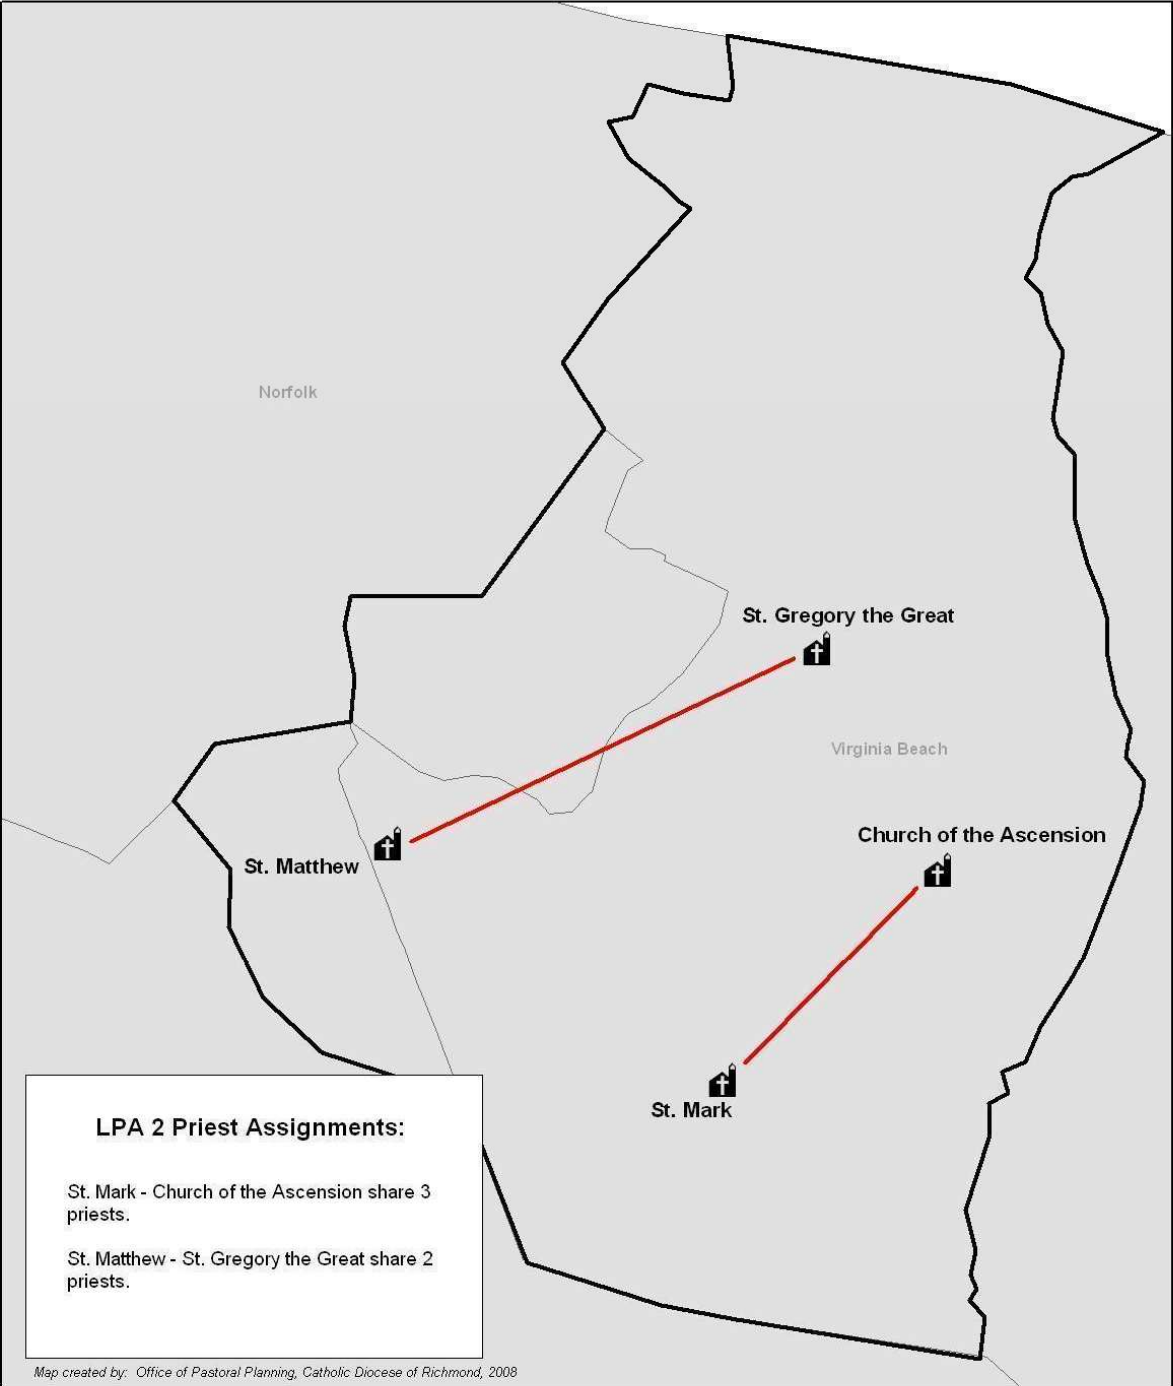 Norfolk
St. Gregory the Great
Virginia Beach
Church of the Ascension
St. Matthew
St. Mark
LPA 2 Priest Assignments:
St. Mark - Church of the Ascension share 3
priests.
St. Matthew - St. Gregory the Great share 2
priests.
Map created by: Office of Pastoral Planning, Catholic Diocese of Richmond, 2008